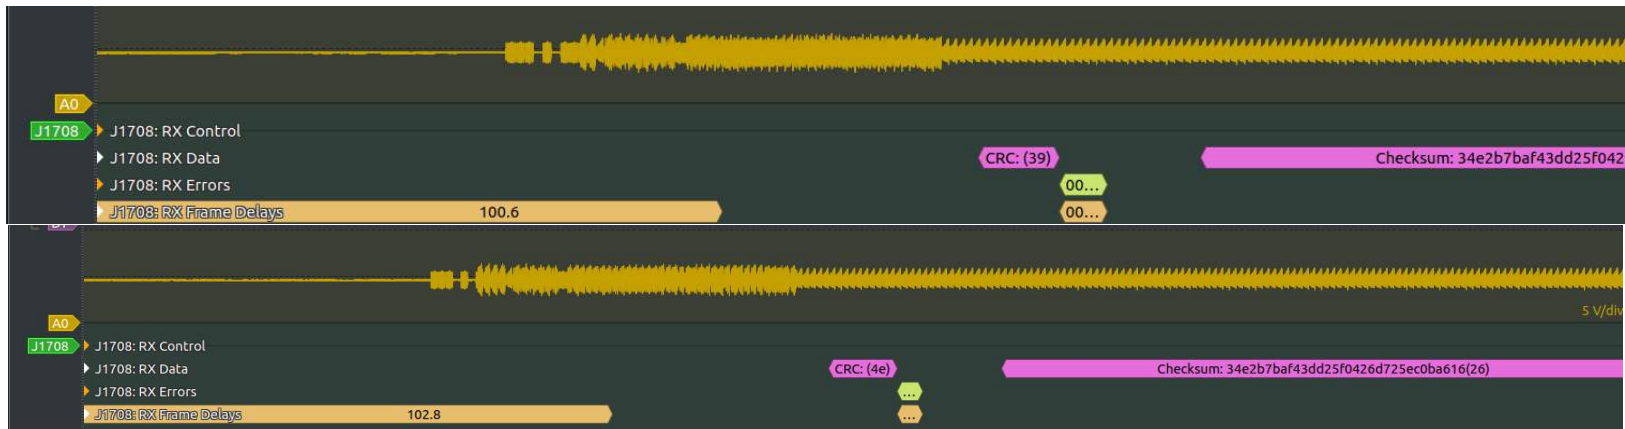 A0
J1708 J1708: RX Control
J1708: RX Data CRC: (39) Checksum: 34e2b7baf43dd25f042
J1708: RX Errors 00...
J1708: RX Frame Delays 100.6 00...
5 V/div
A0
J1708 J1708: RX Control
J1708: RX Data CRC: (4e) Checksum: 34e2b7baf43dd25f0426d725ec0ba616(26)
J1708: RX Errors ...
J1708: RX Frame Delays 102.8 ...